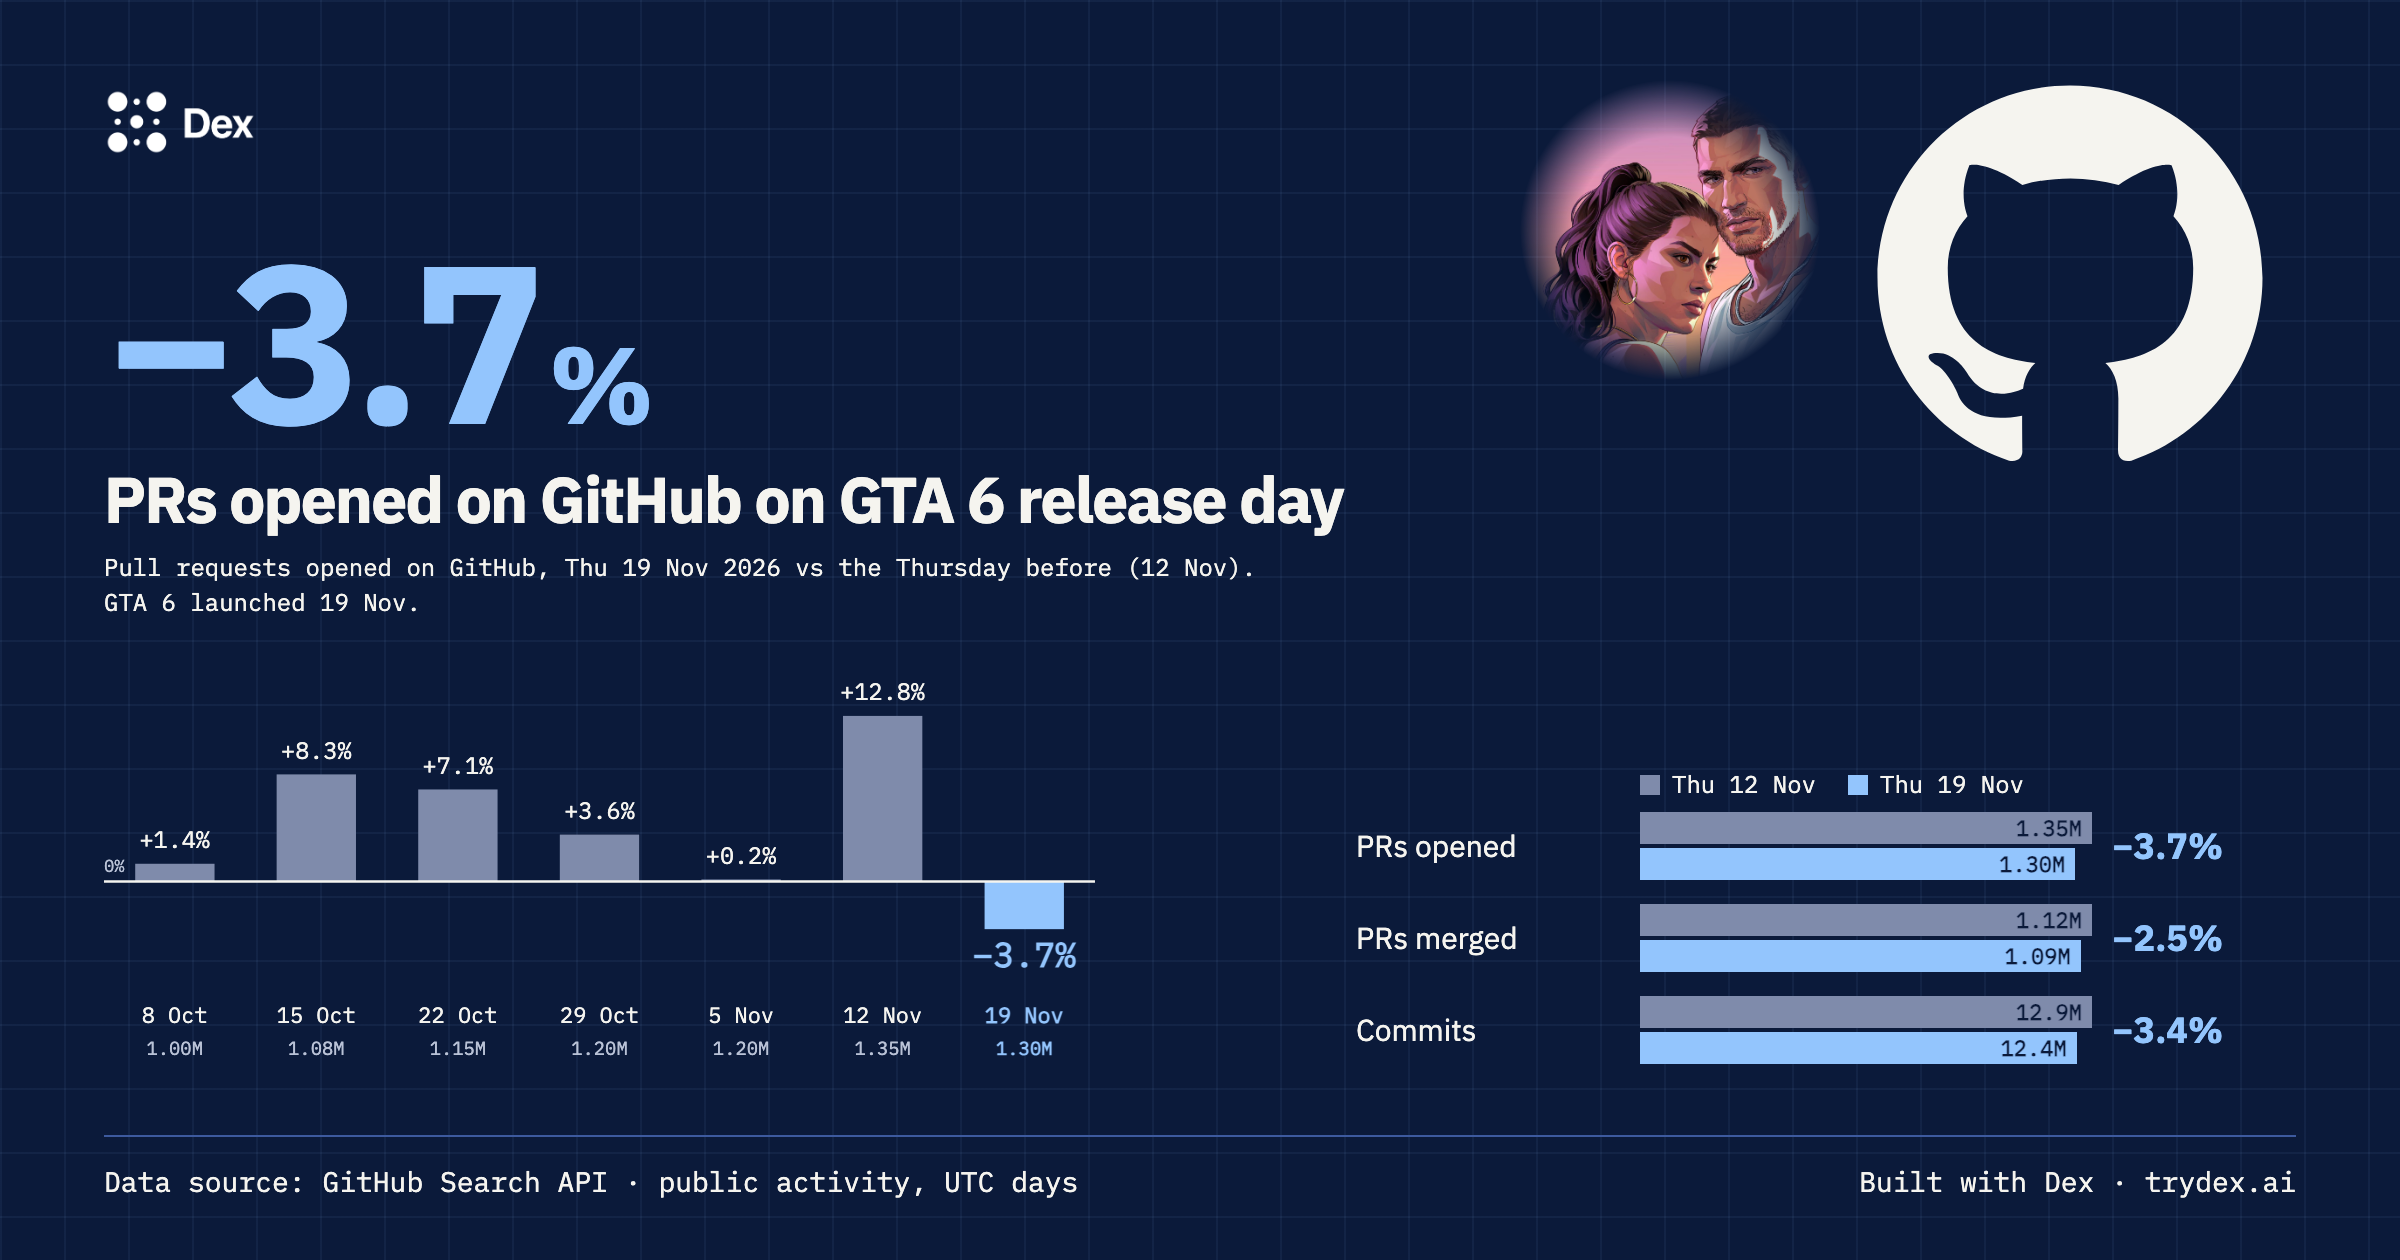 Dex
−3.7%
PRs opened on GitHub on GTA 6 release day
Pull requests opened on GitHub, Thu 19 Nov 2026 vs the Thursday before (12 Nov).
GTA 6 launched 19 Nov.
+1.4%
+8.3%
+7.1%
+3.6%
+0.2%
+12.8%
−3.7%
0%
8 Oct 15 Oct 22 Oct 29 Oct 5 Nov 12 Nov 19 Nov
1.00M 1.08M 1.15M 1.20M 1.20M 1.35M 1.30M
Thu 12 Nov Thu 19 Nov
PRs opened 1.35M 1.30M −3.7%
PRs merged 1.12M 1.09M −2.5%
Commits 12.9M 12.4M −3.4%
Data source: GitHub Search API · public activity, UTC days
Built with Dex · trydex.ai